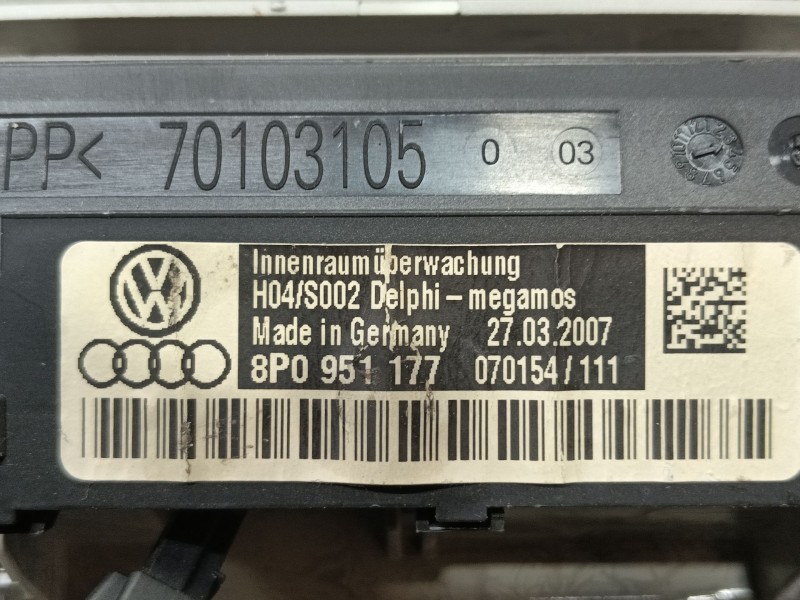 PP< 70103105 0 03
Innenraumüberwachung
H04/S002 Delphi - megamos
Made in Germany 27.03.2007
8P0 951 177 070154/111